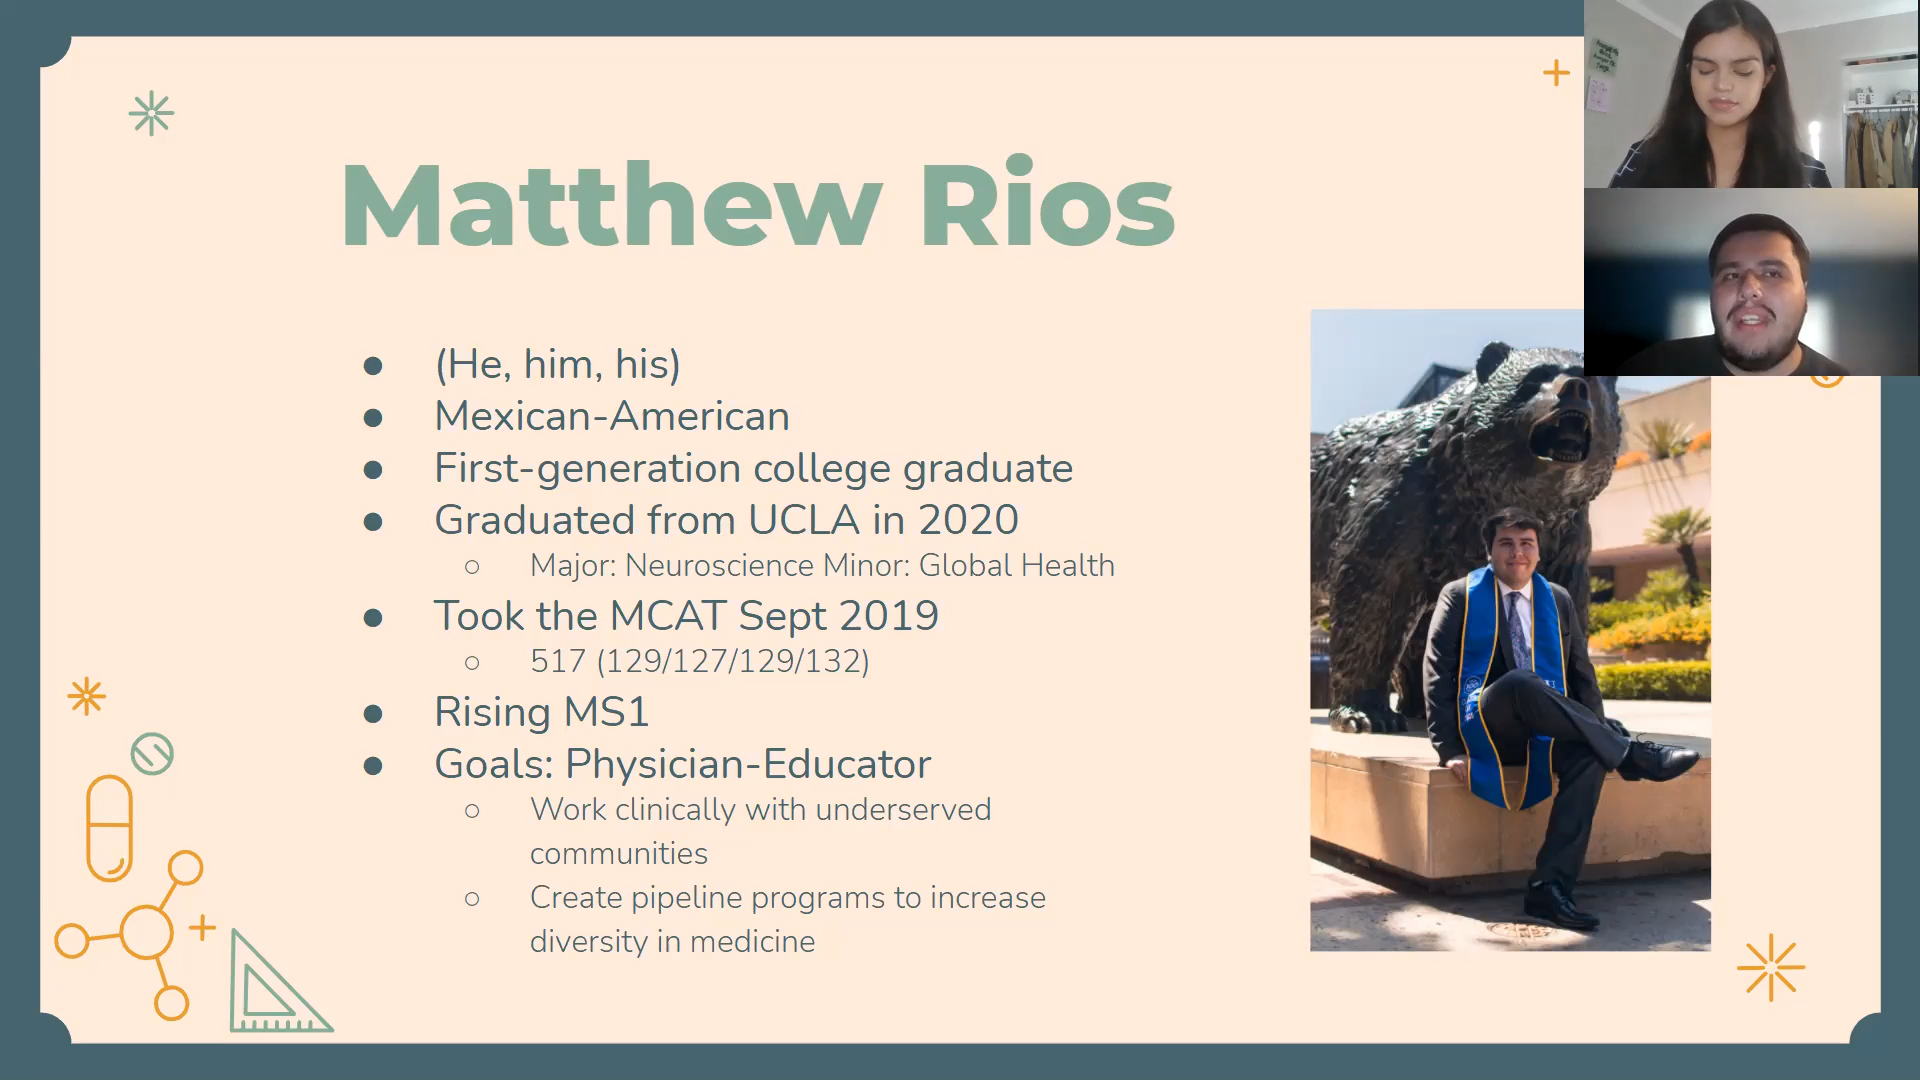 Matthew Rios
● (He, him, his)
● Mexican-American
● First-generation college graduate
● Graduated from UCLA in 2020
○ Major: Neuroscience Minor: Global Health
● Took the MCAT Sept 2019
○ 517 (129/127/129/132)
● Rising MS1
● Goals: Physician-Educator
○ Work clinically with underserved
communities
○ Create pipeline programs to increase
diversity in medicine